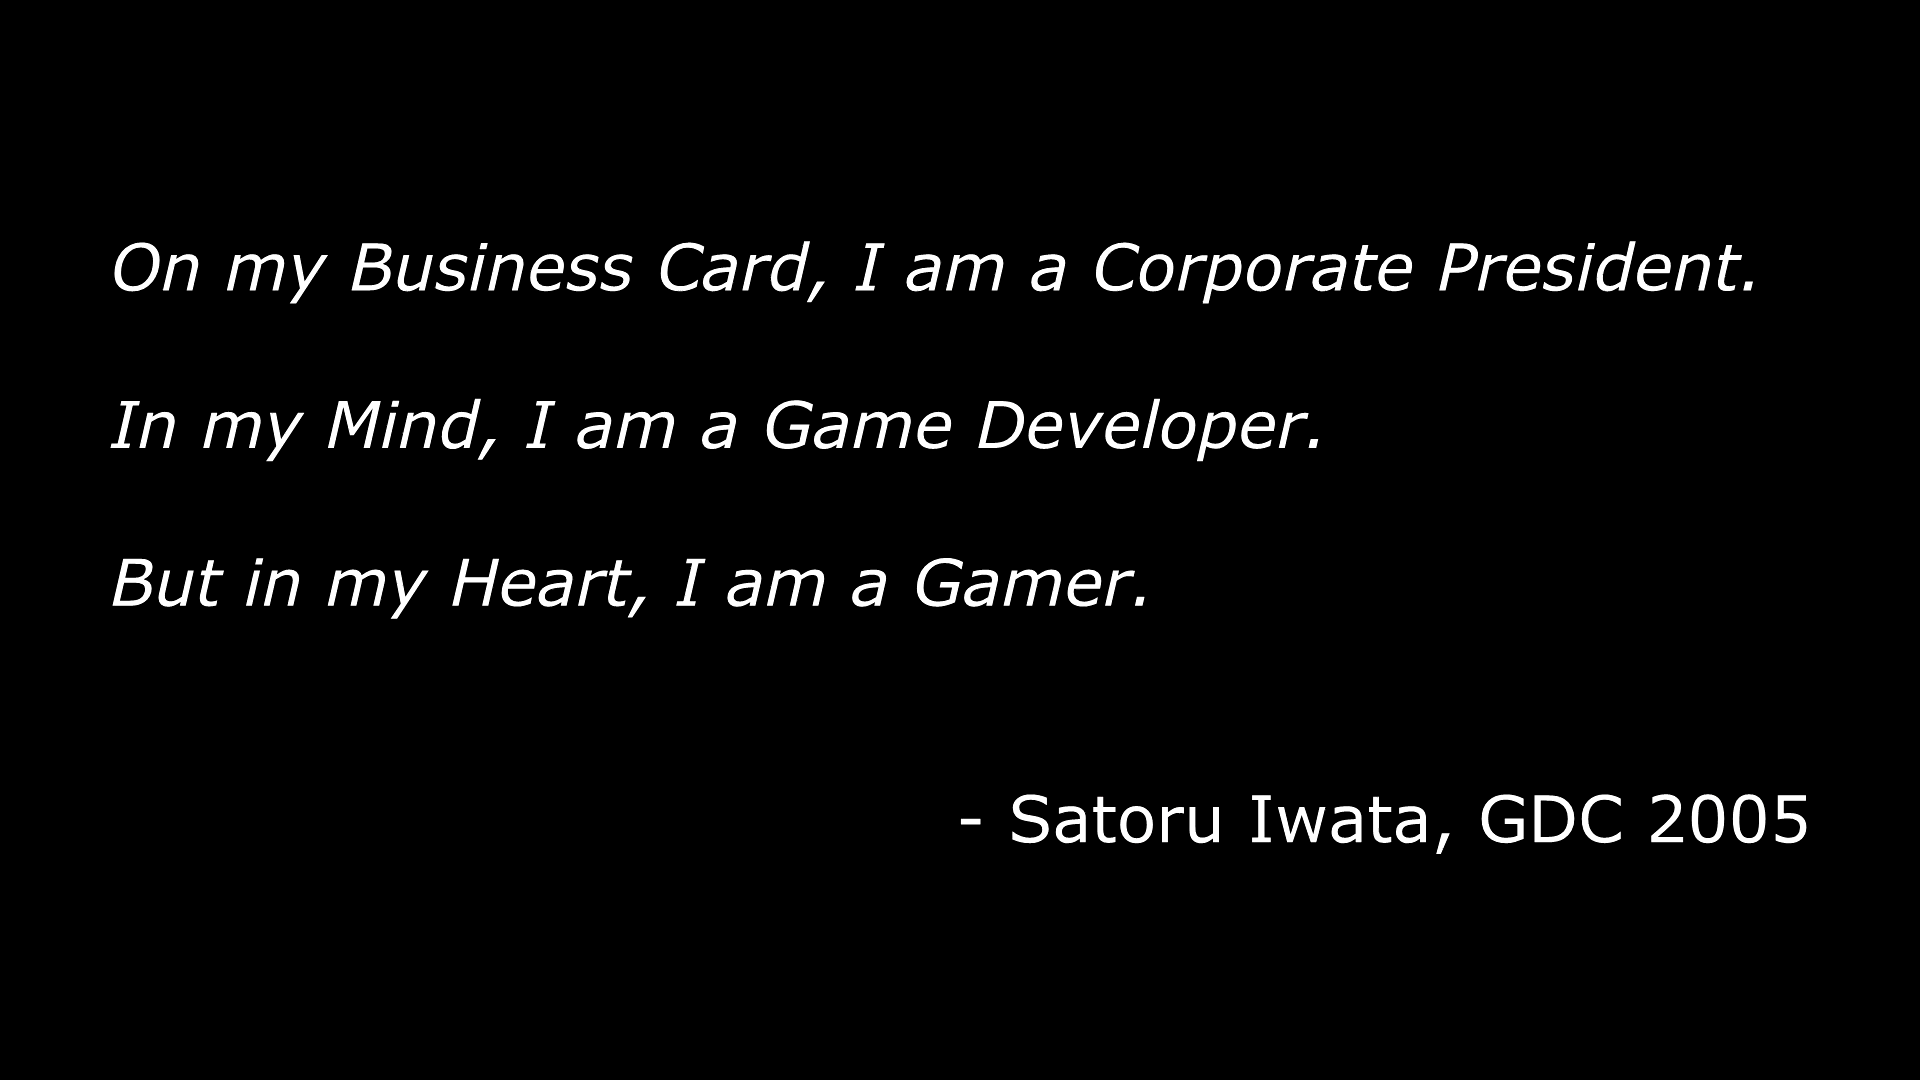 On my Business Card, I am a Corporate President.
In my Mind, I am a Game Developer.
But in my Heart, I am a Gamer.
- Satoru Iwata, GDC 2005